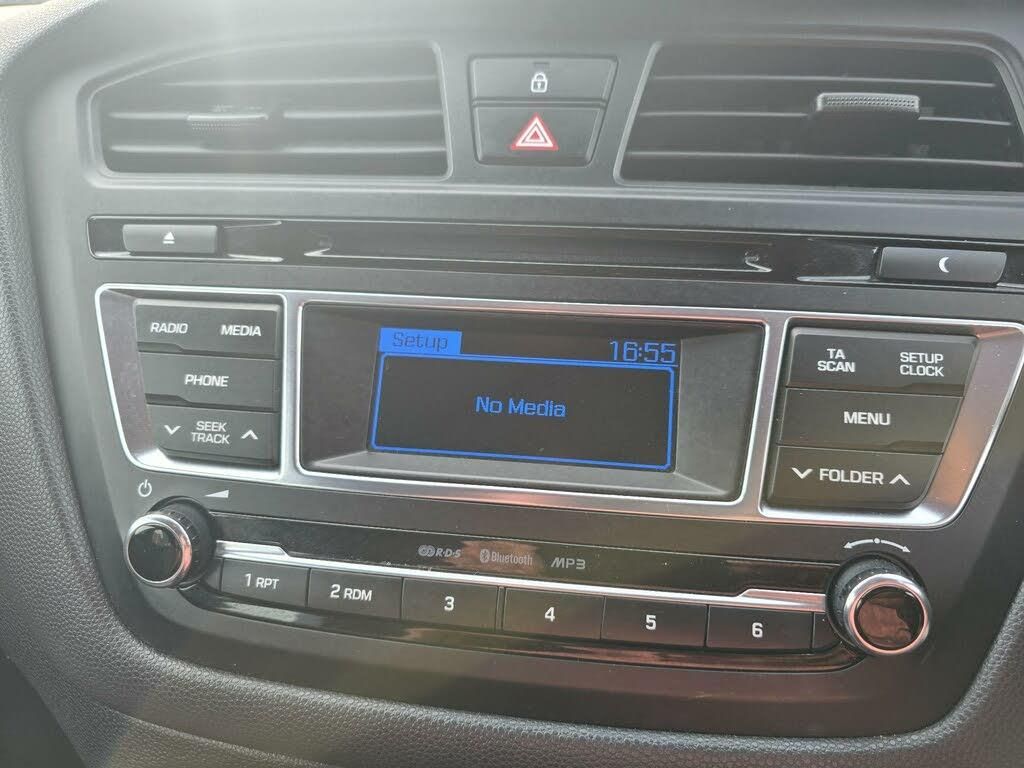 RADIO MEDIA
PHONE
SEEK
TRACK
Setup 16:55
No Media
TA
SCAN
SETUP
CLOCK
MENU
FOLDER
R·D·S Bluetooth MP3
1 RPT
2 RDM
3
4
5
6